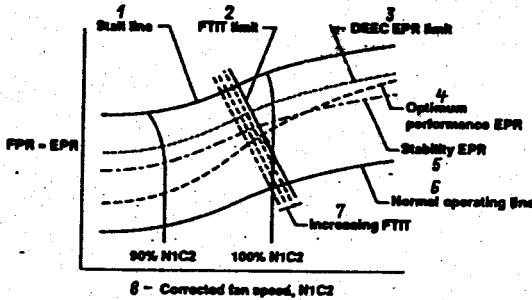 1
Stall line
2
FTIT limit
3
DEEC EPR limit
4
Optimum
performance EPR
Stability EPR
5
6
Normal operating line
7
Increasing FTIT
FPR ≈ EPR
90% N1C2
100% N1C2
8 - Corrected fan speed, N1C2